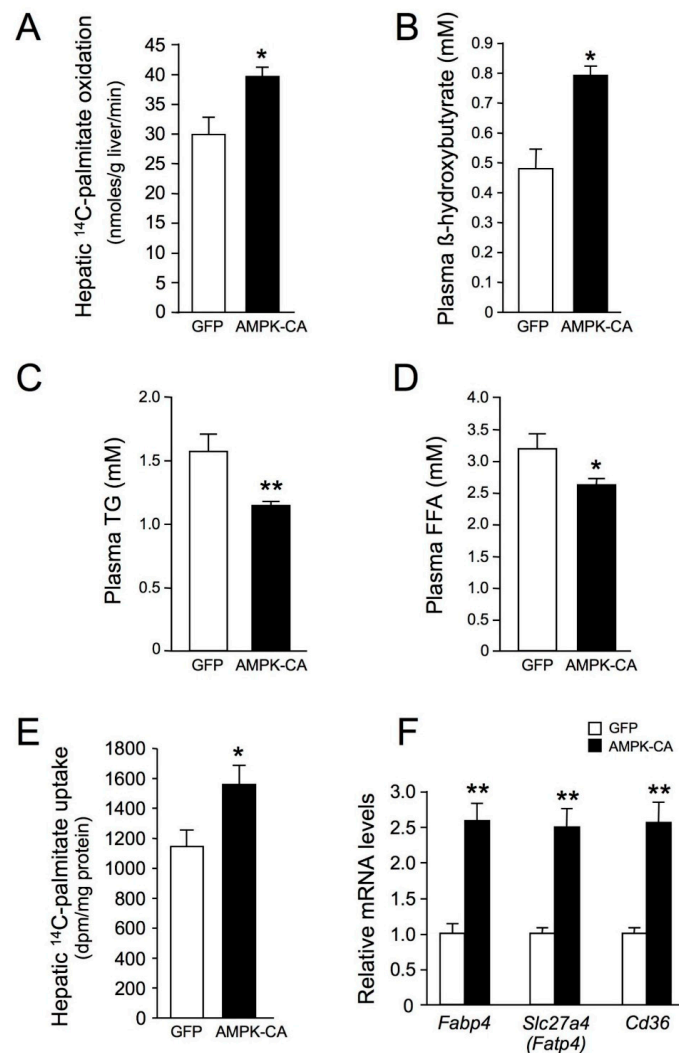 A
Hepatic ¹⁴C-palmitate oxidation
(nmoles/g liver/min)
45
40
35
30
25
20
15
10
5
0
*
GFP AMPK-CA
B
Plasma ß-hydroxybutyrate (mM)
0.9
0.8
0.7
0.6
0.5
0.4
0.3
0.2
0.1
0
*
GFP AMPK-CA
C
Plasma TG (mM)
2.0
1.5
1.0
0.5
0
**
GFP AMPK-CA
D
Plasma FFA (mM)
4.0
3.5
3.0
2.5
2.0
1.5
1.0
0.5
0
*
GFP AMPK-CA
E
Hepatic ¹⁴C-palmitate uptake
(dpm/mg protein)
1800
1600
1400
1200
1000
800
600
400
200
0
*
GFP AMPK-CA
F
GFP
AMPK-CA
Relative mRNA levels
3.0
2.5
2.0
1.5
1.0
0.5
0
** ** **
Fabp4 Slc27a4 Cd36
(Fatp4)